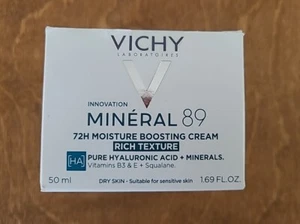 VICHY
LABORATOIRES
INNOVATION
MINÉRAL 89
72H MOISTURE BOOSTING CREAM
RICH TEXTURE
[HA] PURE HYALURONIC ACID + MINERALS.
Vitamins B3 & E + Squalane.
50 ml DRY SKIN - Suitable for sensitive skin 1.69 FL.OZ.